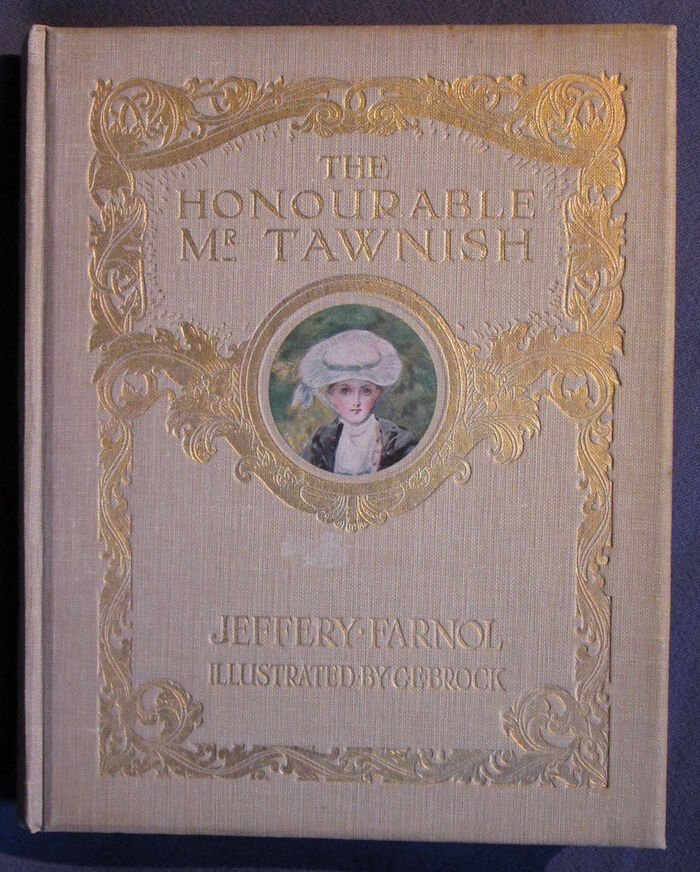 THE
HONOURABLE
MR TAWNISH
JEFFERY · FARNOL
ILLUSTRATED · BY · C · E · BROCK